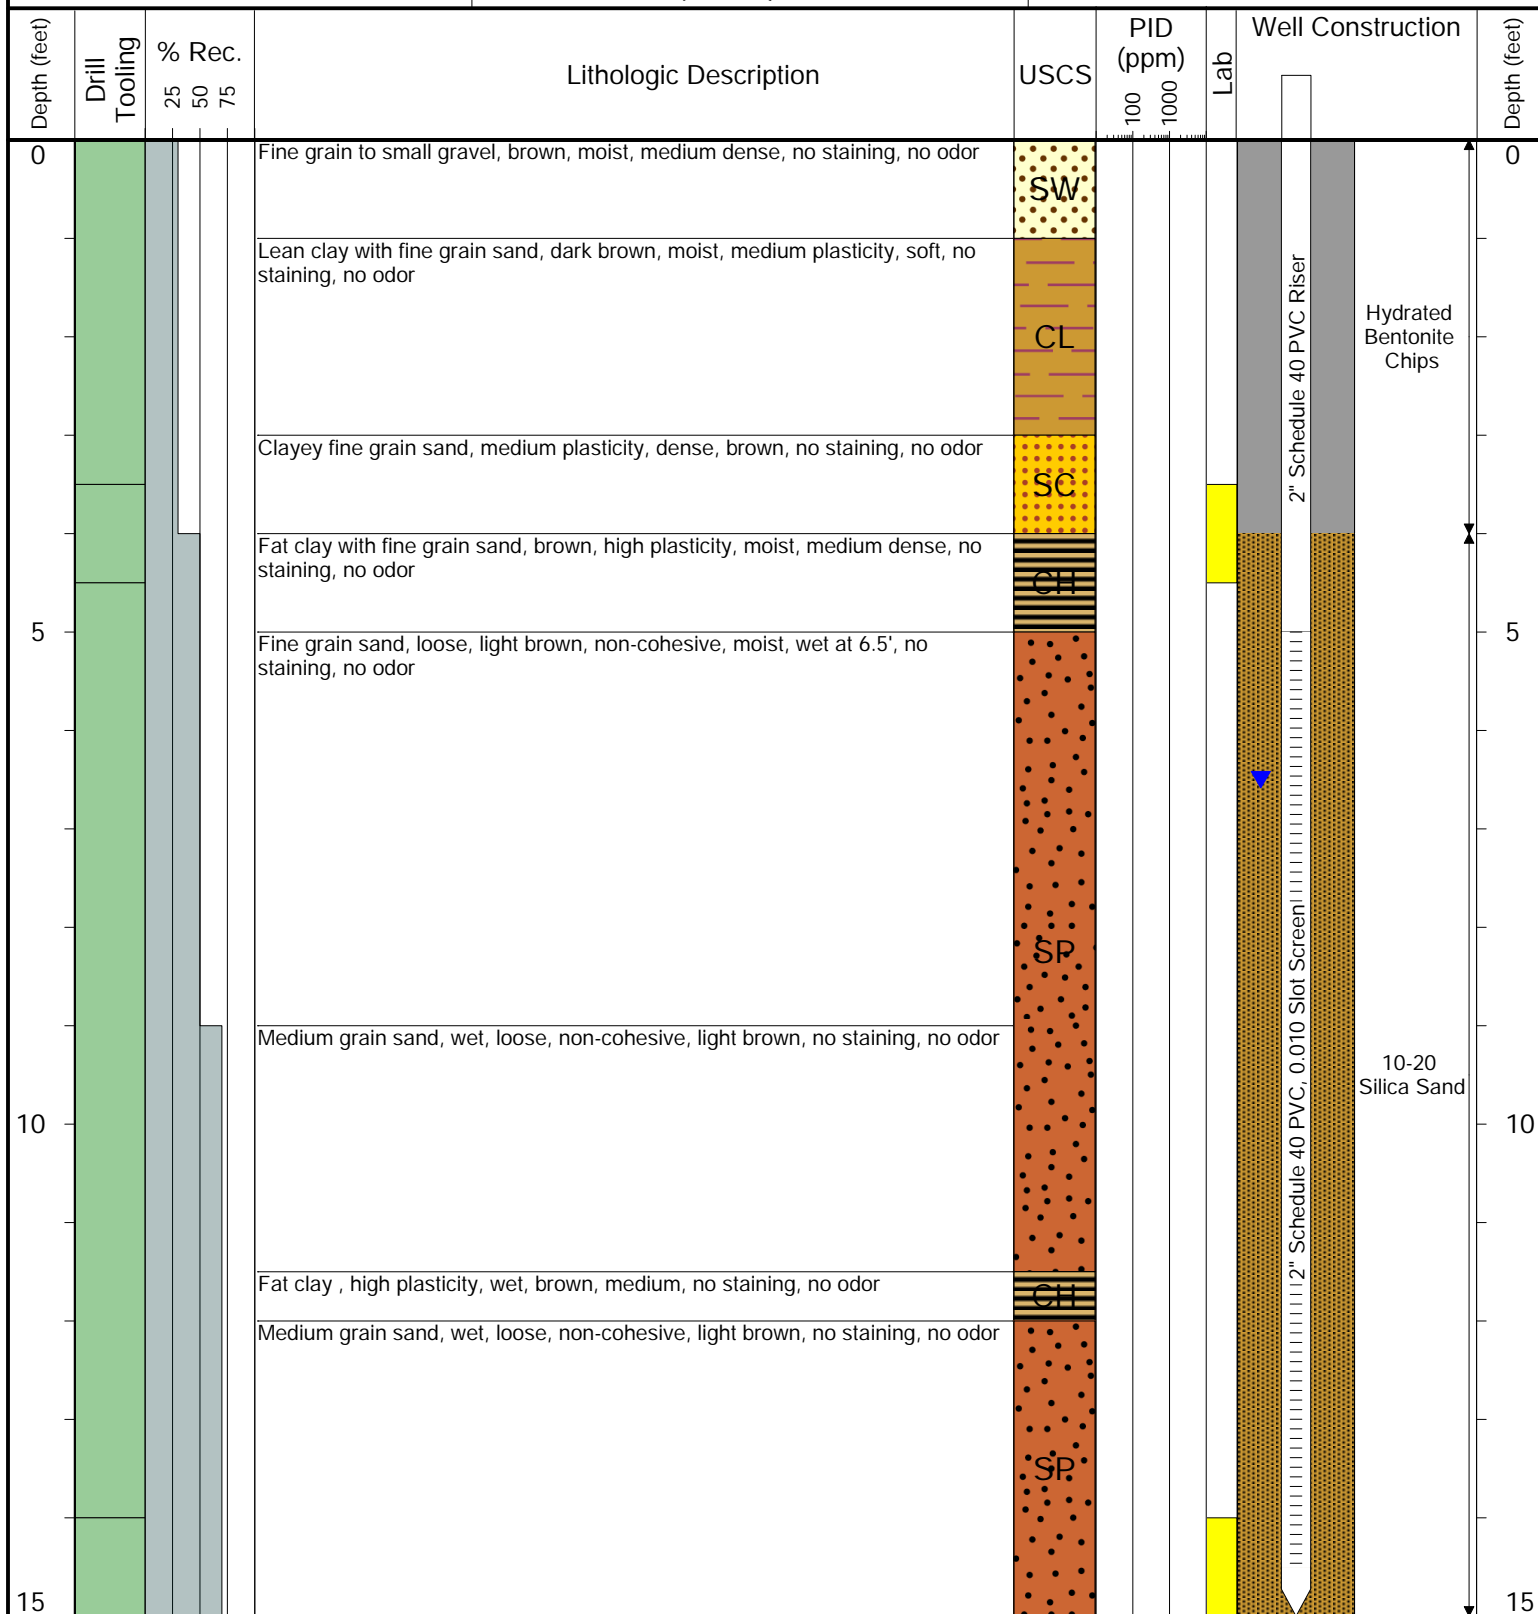 Depth (feet)
Drill
Tooling
% Rec.
25 50 75
Lithologic Description
USCS
PID
(ppm)
100 1000
Lab
Well Construction
Depth (feet)
0
Fine grain to small gravel, brown, moist, medium dense, no staining, no odor
SW
0
Lean clay with fine grain sand, dark brown, moist, medium plasticity, soft, no
staining, no odor
CL
2" Schedule 40 PVC Riser
Hydrated
Bentonite
Chips
Clayey fine grain sand, medium plasticity, dense, brown, no staining, no odor
SC
Fat clay with fine grain sand, brown, high plasticity, moist, medium dense, no
staining, no odor
CH
5
Fine grain sand, loose, light brown, non-cohesive, moist, wet at 6.5', no
staining, no odor
5
SP
Medium grain sand, wet, loose, non-cohesive, light brown, no staining, no odor
2" Schedule 40 PVC, 0.010 Slot Screen
10-20
Silica Sand
10
10
Fat clay , high plasticity, wet, brown, medium, no staining, no odor
CH
Medium grain sand, wet, loose, non-cohesive, light brown, no staining, no odor
SP
15
15